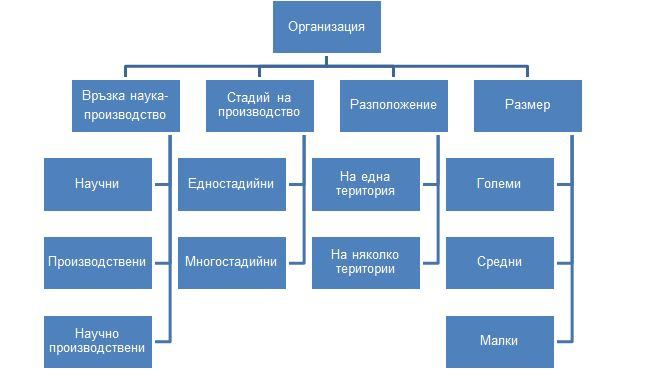 Организация
Връзка наука-
производство
Стадий на
производство
Разположение
Размер
Научни
Едностадийни
На една
територия
Големи
Производствени
Многостадийни
На няколко
територии
Средни
Научно
производствени
Малки